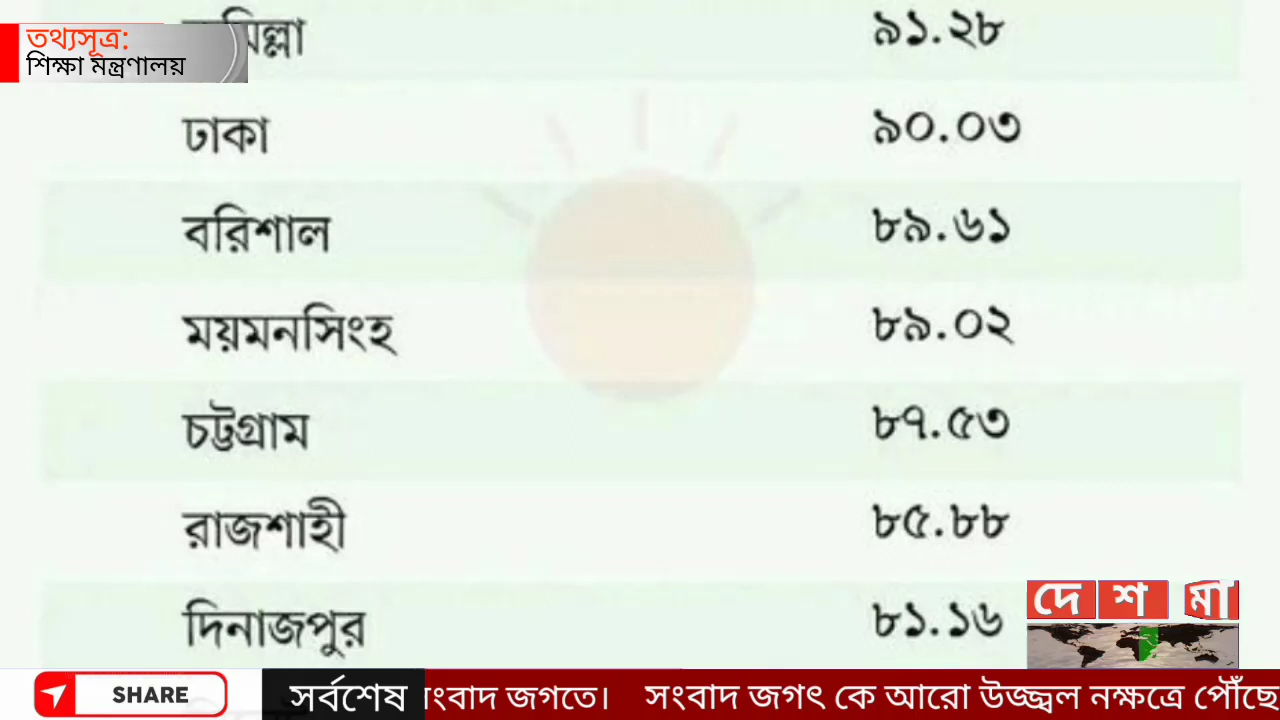 তথ্যসূত্র:
শিক্ষা মন্ত্রণালয়
৯১.২৮
ঢাকা ৯০.০৩
বরিশাল ৮৯.৬১
ময়মনসিংহ ৮৯.০২
চট্টগ্রাম ৮৭.৫৩
রাজশাহী ৮৫.৮৮
দিনাজপুর ৮১.১৬
দে শ মা
SHARE
সর্বশেষ
জগতে। সংবাদ জগৎ কে আরো উজ্জ্বল নক্ষত্রে পৌঁছে